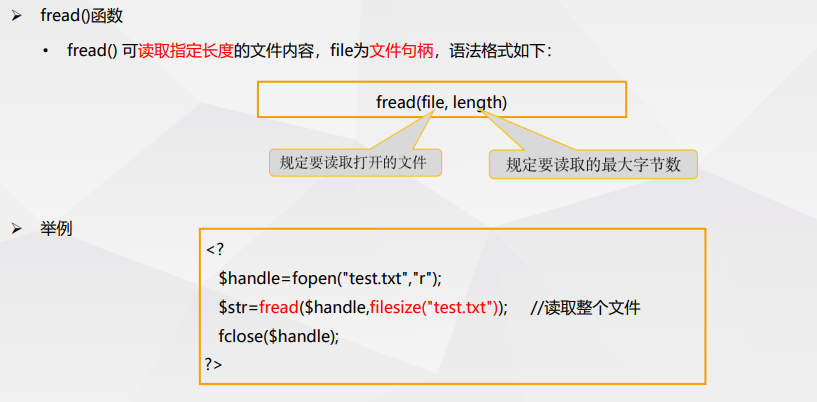 ➢ fread()函数
• fread() 可读取指定长度的文件内容，file为文件句柄，语法格式如下：
fread(file, length)
规定要读取打开的文件
规定要读取的最大字节数
➢ 举例
<?
$handle=fopen("test.txt","r");
$str=fread($handle,filesize("test.txt")); //读取整个文件
fclose($handle);
?>